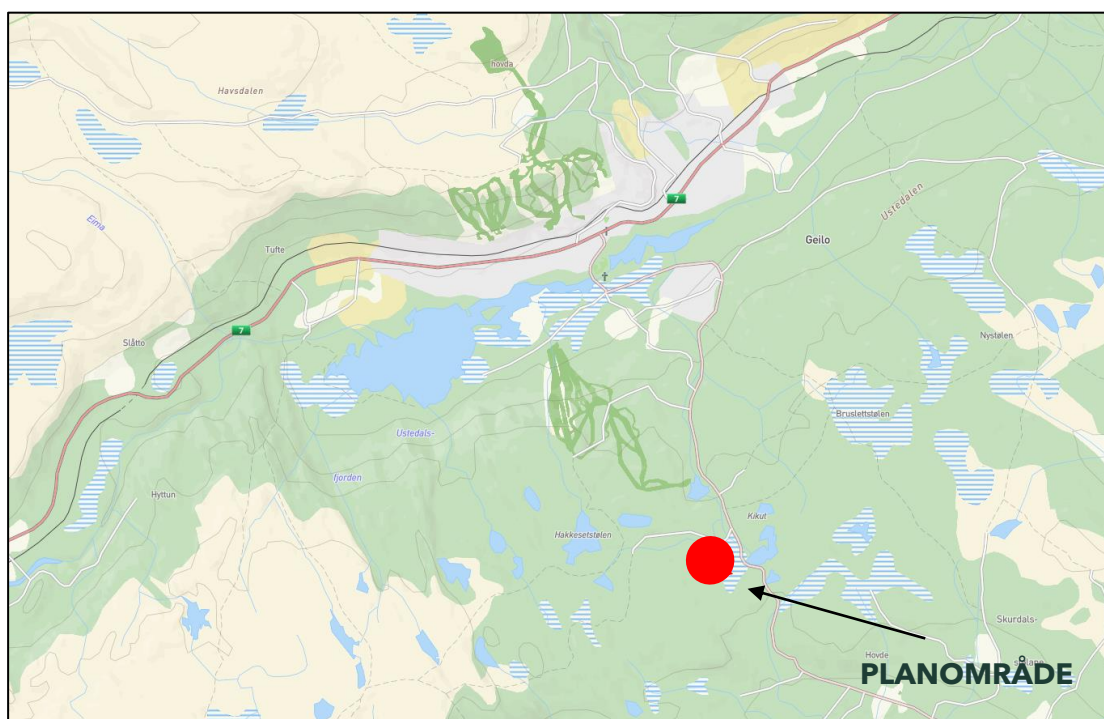 hovda
Havsdalen
Eima
Tufte
7
Ustedalen
Geilo
7
Slåtto
Nystølen
Bruslettstølen
Ustedals-
fjorden
Hyttun
Kikut
Hakkesetstølen
Skurdals-
Hovde
PLANOMRÅDE